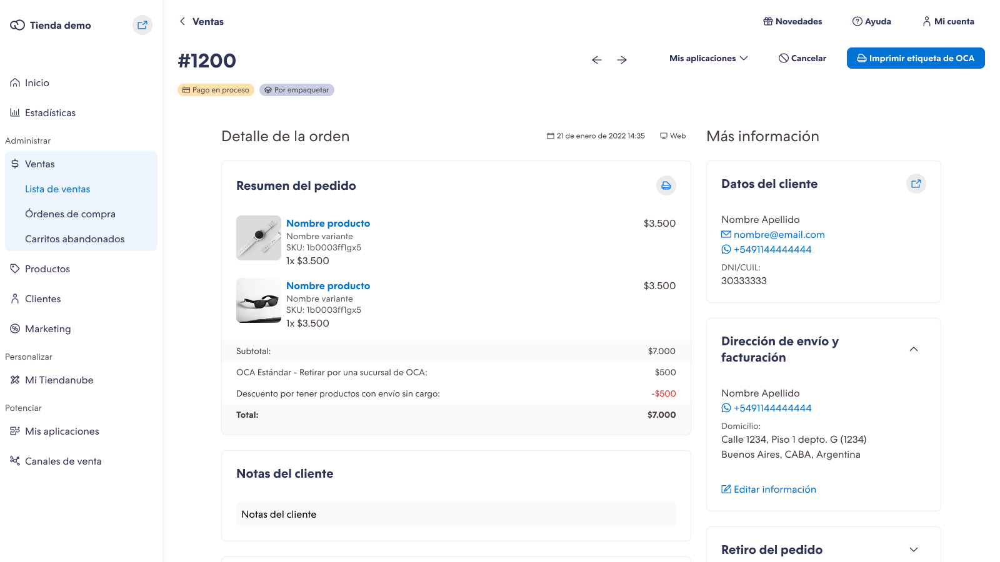 Tienda demo
Inicio
Estadísticas
Administrar
Ventas
Lista de ventas
Órdenes de compra
Carritos abandonados
Productos
Clientes
Marketing
Personalizar
Mi Tiendanube
Potenciar
Mis aplicaciones
Canales de venta
Ventas
Novedades
Ayuda
Mi cuenta
#1200
Mis aplicaciones
Cancelar
Imprimir etiqueta de OCA
Pago en proceso
Por empaquetar
Detalle de la orden
21 de enero de 2022 14:35
Web
Resumen del pedido
Nombre producto
$3.500
Nombre variante
SKU: 1b0003ff1gx5
1x $3.500
Nombre producto
$3.500
Nombre variante
SKU: 1b0003ff1gx5
1x $3.500
Subtotal:
$7.000
OCA Estándar - Retirar por una sucursal de OCA:
$500
Descuento por tener productos con envío sin cargo:
-$500
Total:
$7.000
Notas del cliente
Notas del cliente
Más información
Datos del cliente
Nombre Apellido
nombre@email.com
+5491144444444
DNI/CUIL:
30333333
Dirección de envío y
facturación
Nombre Apellido
+5491144444444
Domicilio:
Calle 1234, Piso 1 depto. G (1234)
Buenos Aires, CABA, Argentina
Editar información
Retiro del pedido